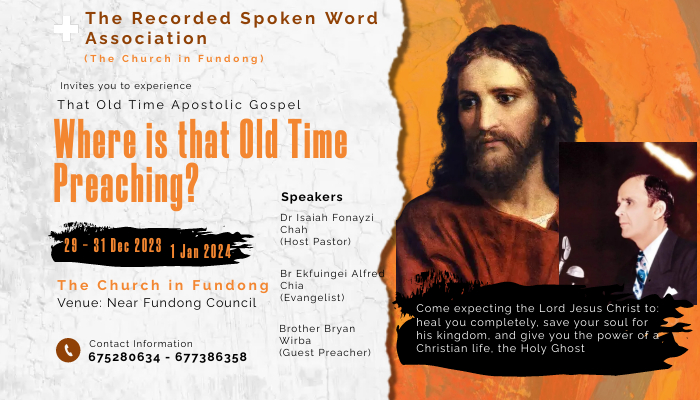 The Recorded Spoken Word
Association
(The Church in Fundong)
Invites you to experience
That Old Time Apostolic Gospel
Where is that Old Time
Preaching?
29 - 31 Dec 2023
1 Jan 2024
The Church in Fundong
Venue: Near Fundong Council
Contact Information
675280634 - 677386358
Speakers
Dr Isaiah Fonayzi
Chah
(Host Pastor)
Br Ekfuingei Alfred
Chia
(Evangelist)
Brother Bryan
Wirba
(Guest Preacher)
Come expecting the Lord Jesus Christ to:
heal you completely, save your soul for
his kingdom, and give you the power of a
Christian life, the Holy Ghost